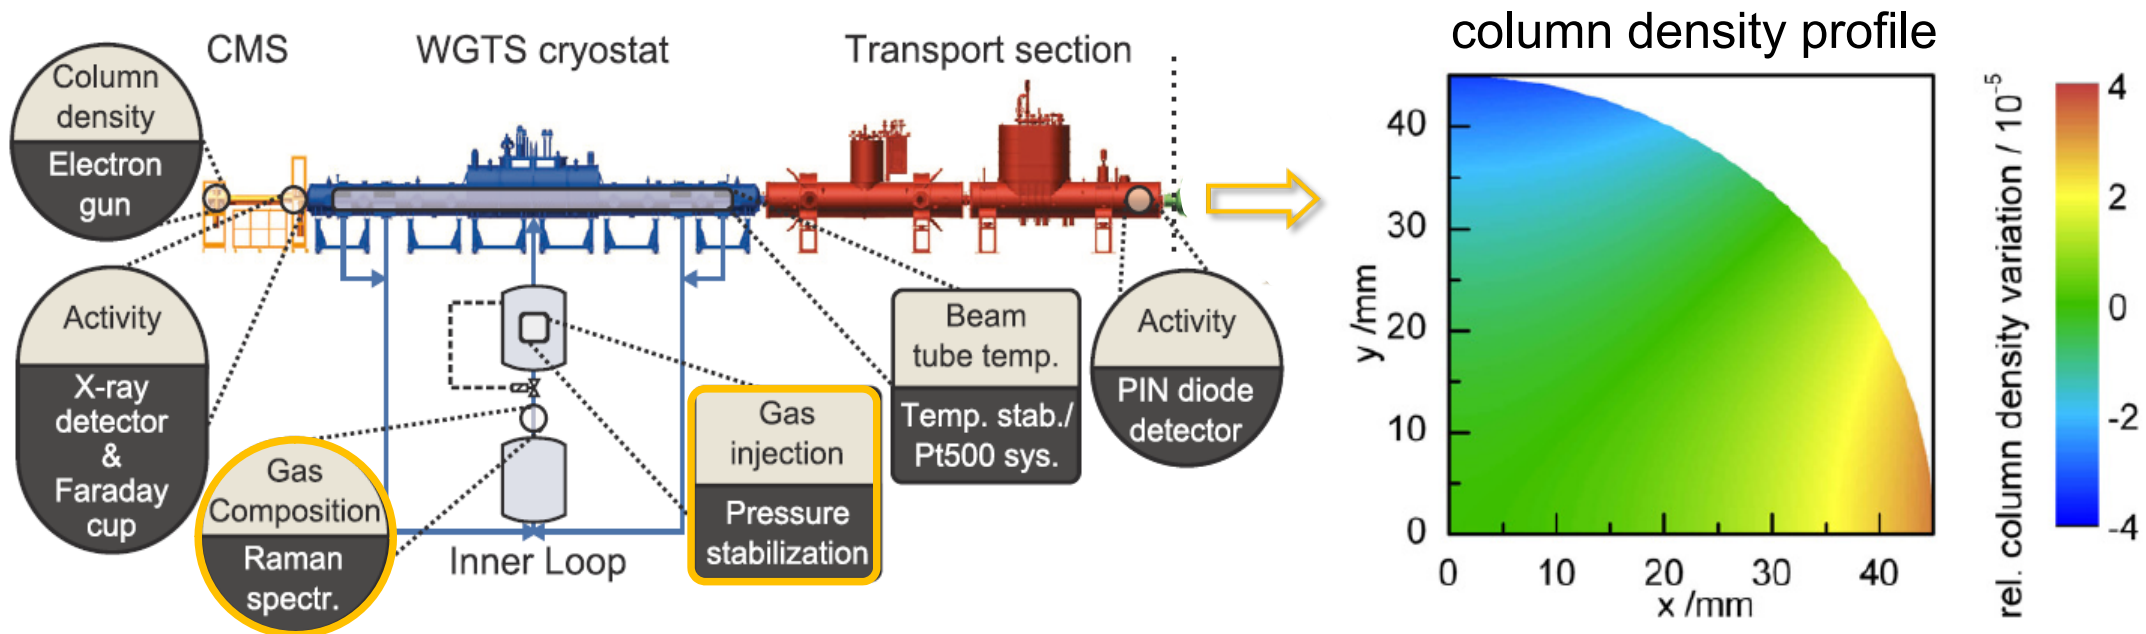 CMS
WGTS cryostat
Transport section
column density profile
Column
density
Electron
gun
Activity
X-ray
detector
&
Faraday
cup
Gas
Composition
Raman
spectr.
Inner Loop
Gas
injection
Pressure
stabilization
Beam
tube temp.
Temp. stab./
Pt500 sys.
Activity
PIN diode
detector
y /mm
40
30
20
10
0
0 10 20 30 40
x /mm
rel. column density variation / 10⁻⁵
4
2
0
-2
-4